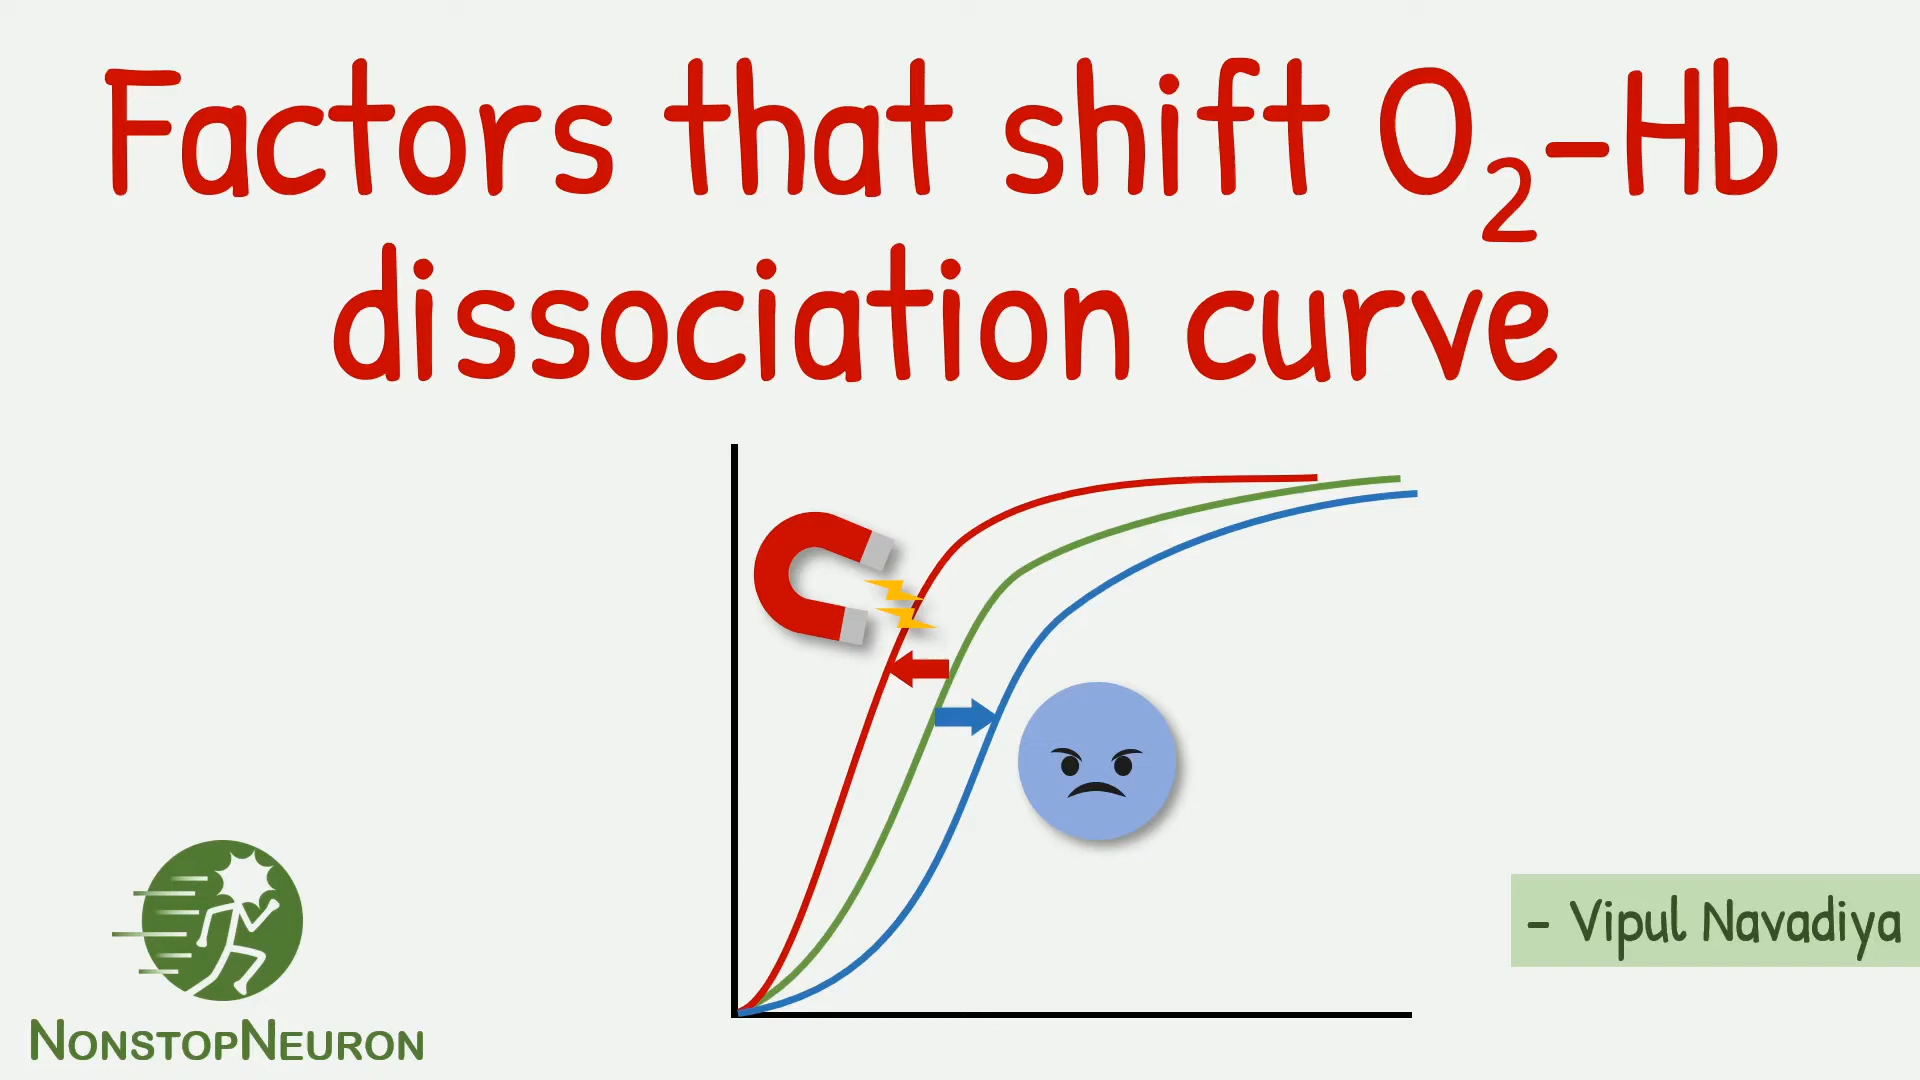 Factors that shift O₂-Hb
dissociation curve
- Vipul Navadiya
NONSTOPNEURON